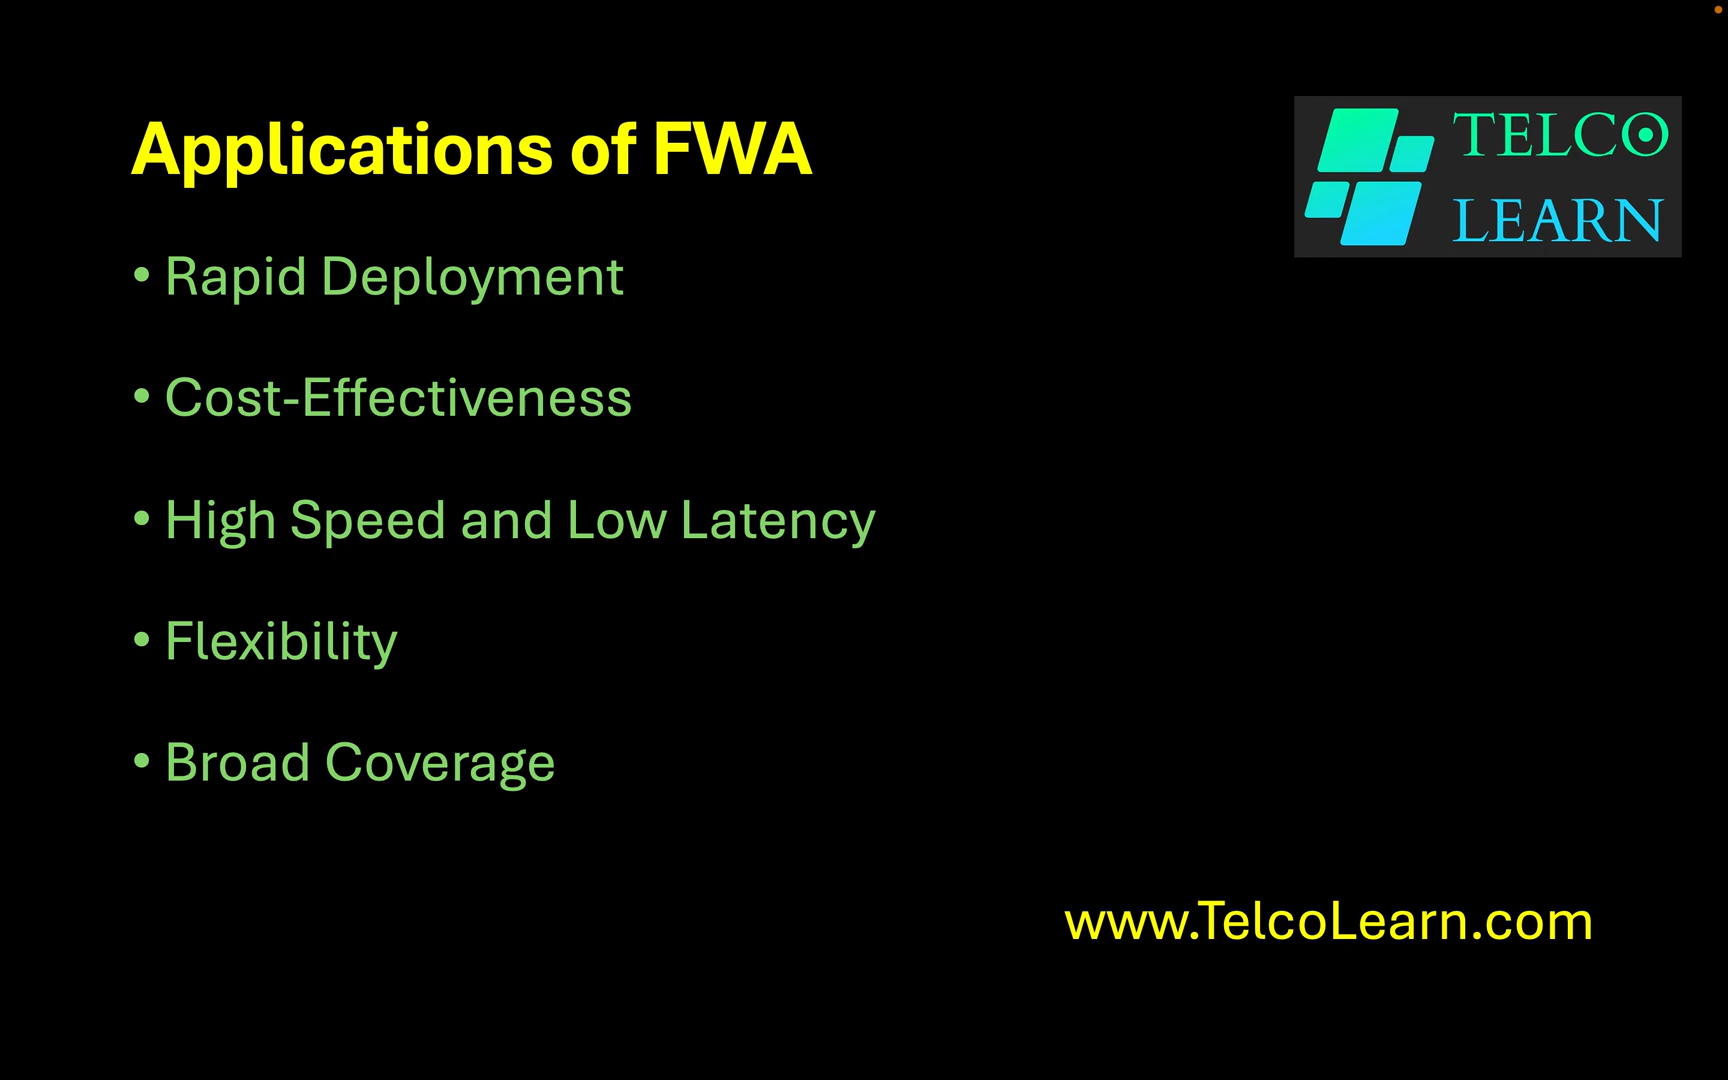 Applications of FWA
TELCO
LEARN
• Rapid Deployment
• Cost-Effectiveness
• High Speed and Low Latency
• Flexibility
• Broad Coverage
www.TelcoLearn.com